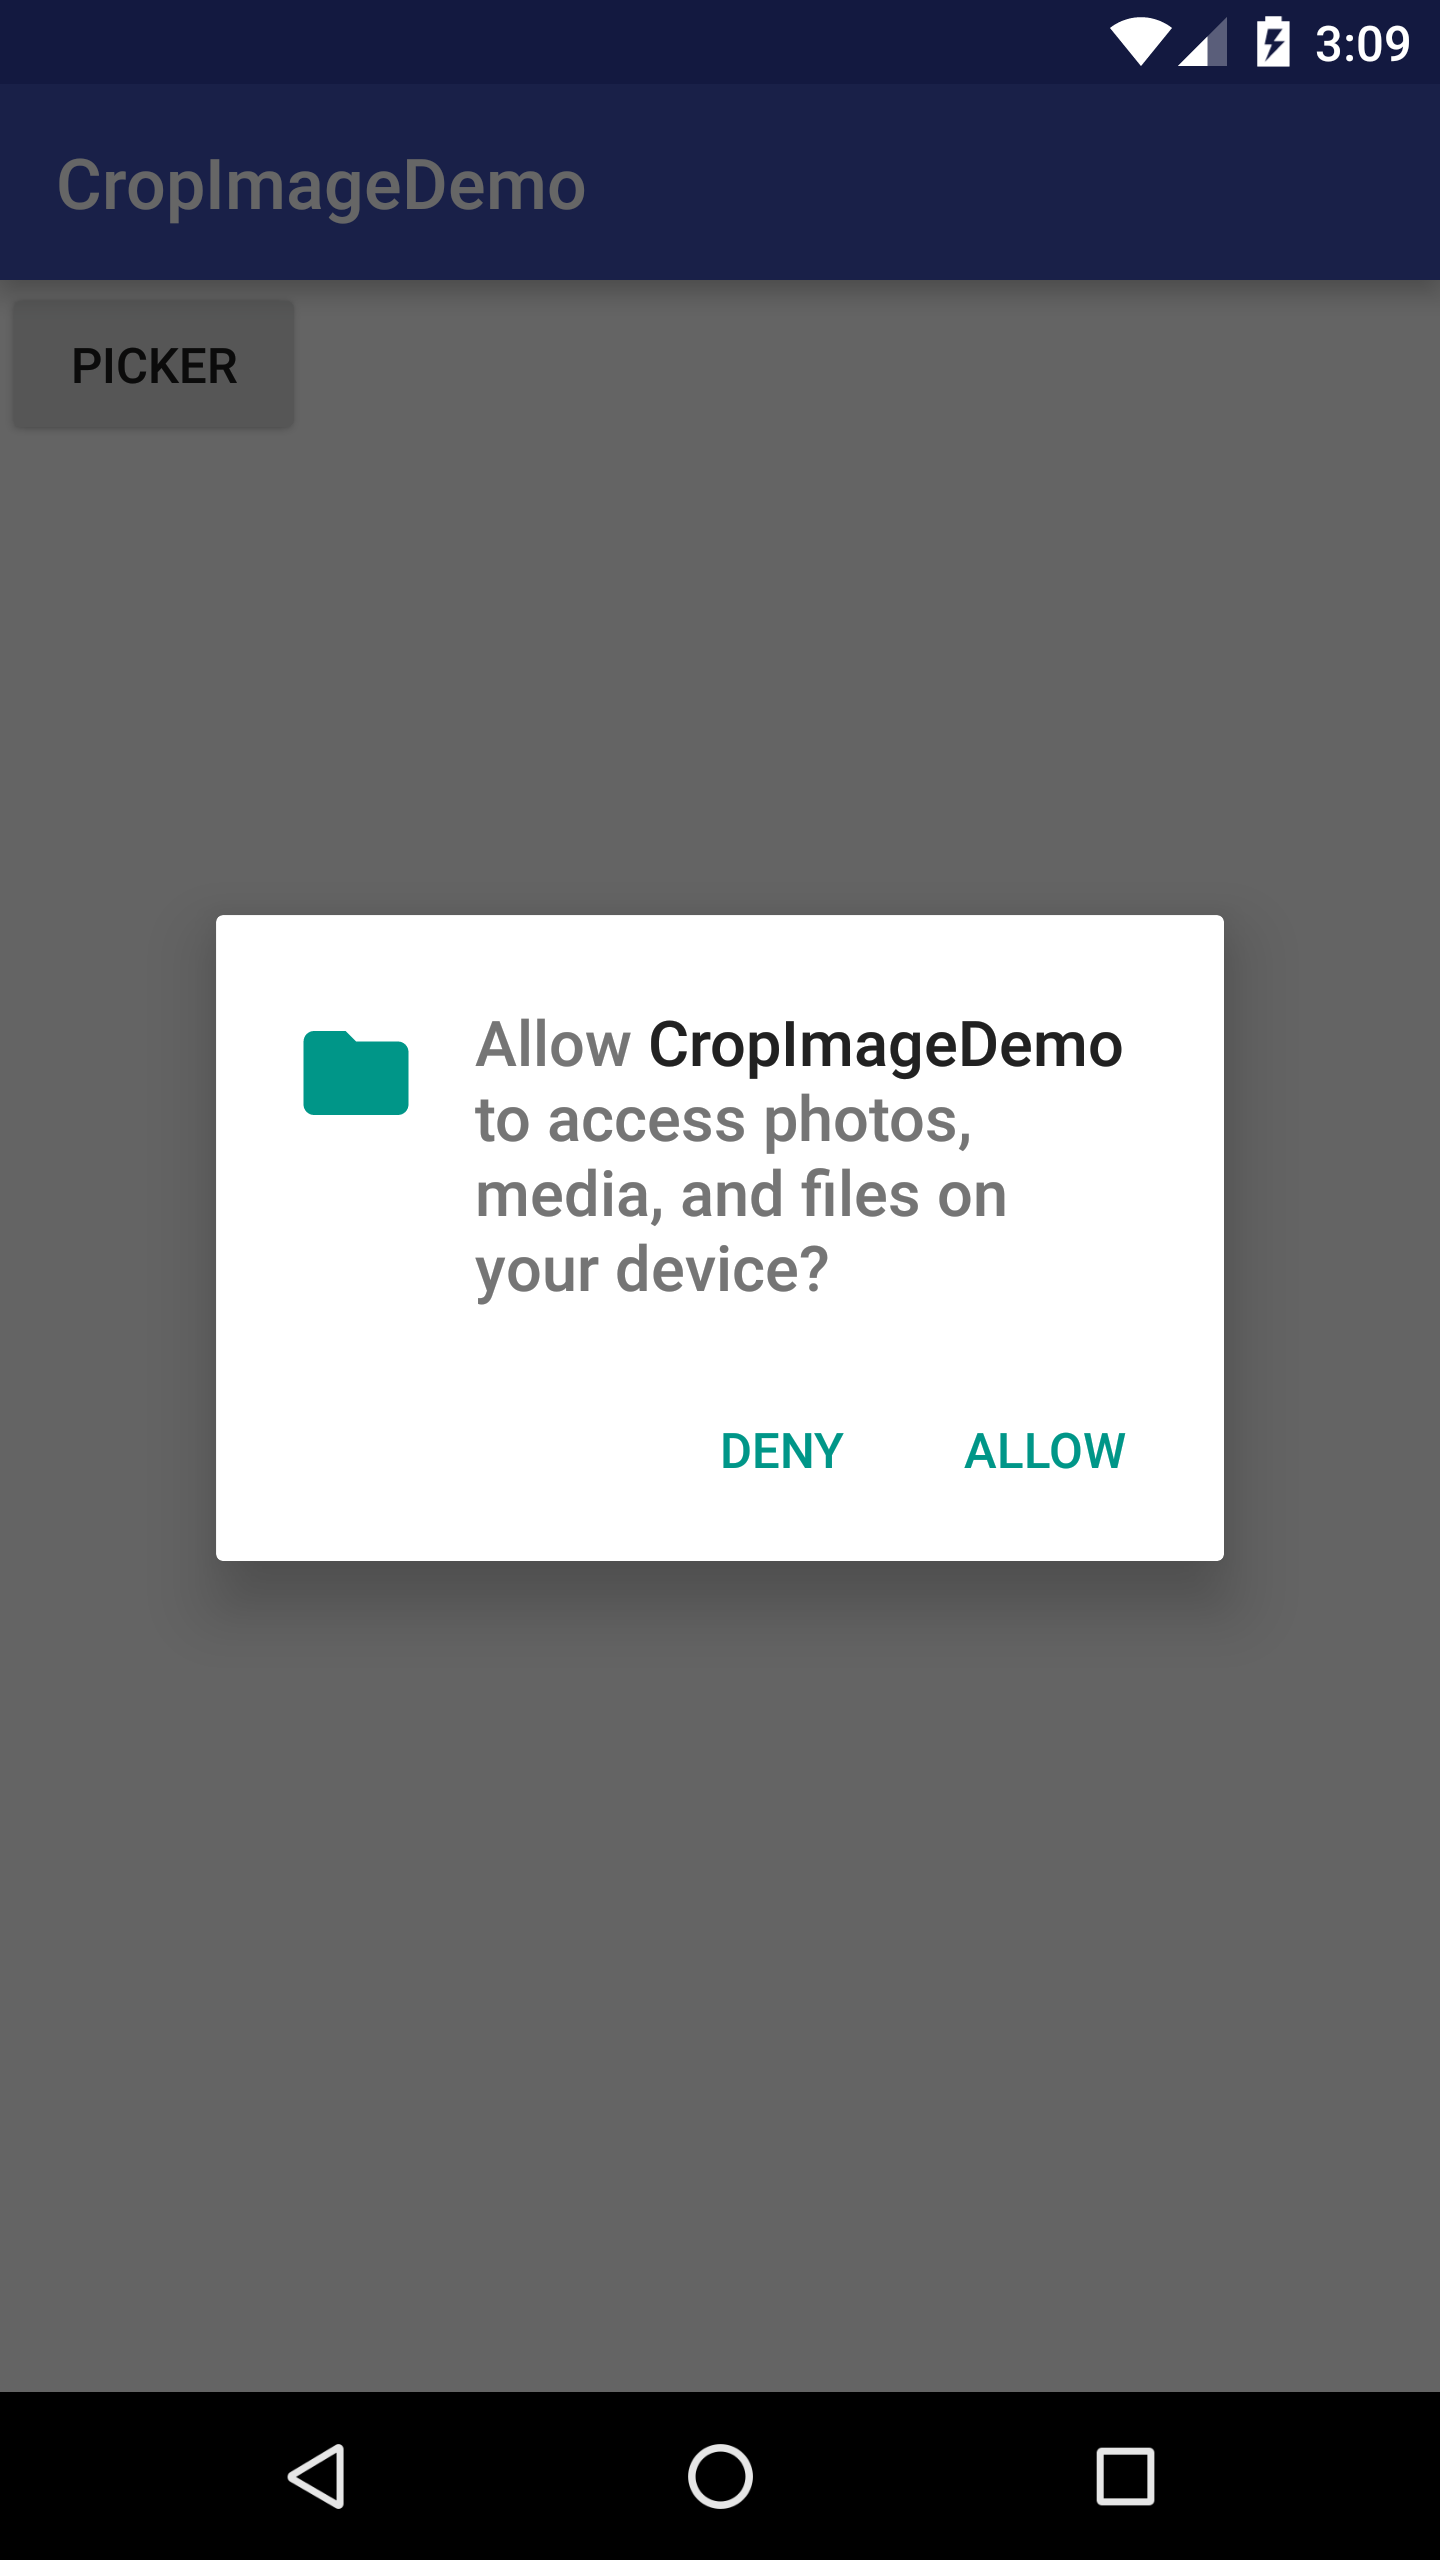 3:09
CropImageDemo
PICKER
Allow CropImageDemo
to access photos,
media, and files on
your device?
DENY ALLOW